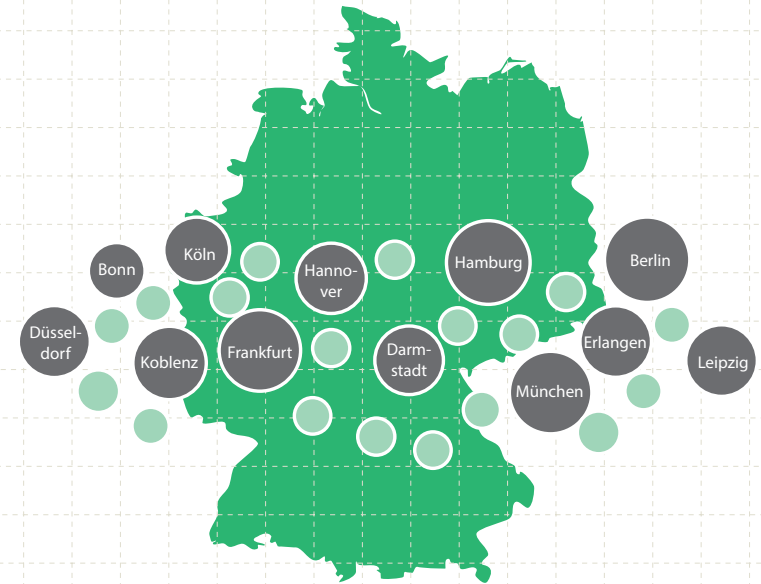 Köln
Hamburg
Berlin
Bonn
Hanno-
ver
Düssel-
dorf
Koblenz
Frankfurt
Darm-
stadt
Erlangen
Leipzig
München